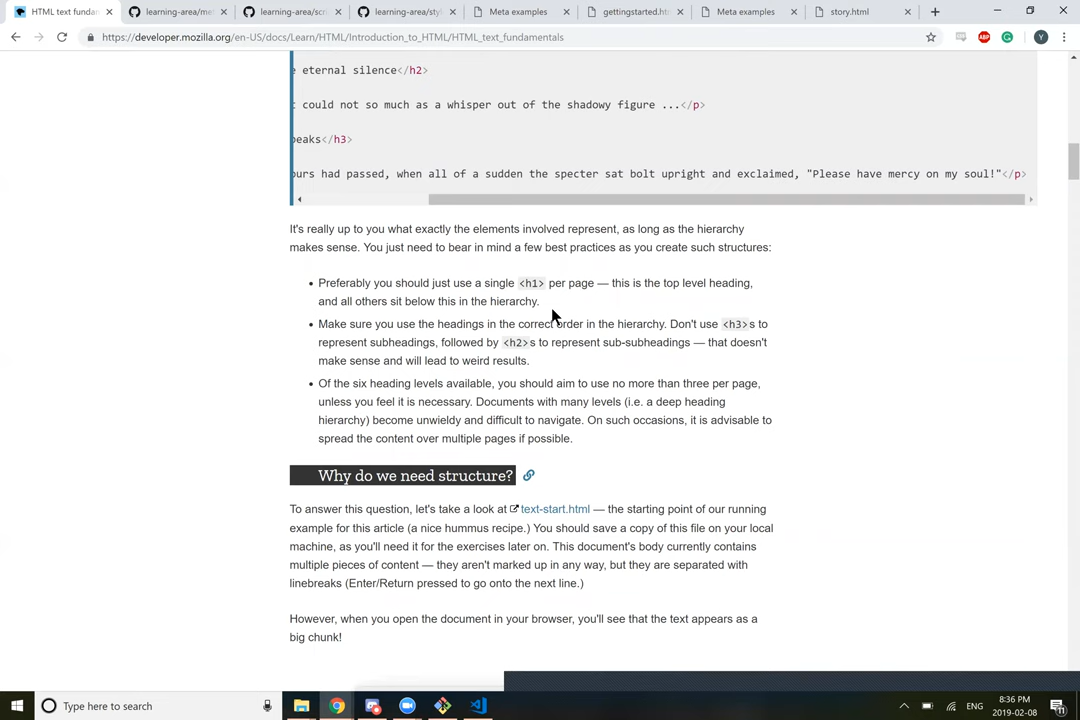 HTML text fundam
learning-area/me
learning-area/scri
learning-area/styl
Meta examples
gettingstarted.ht
Meta examples
story.html
https://developer.mozilla.org/en-US/docs/Learn/HTML/Introduction_to_HTML/HTML_text_fundamentals
ABP
G
Y
e eternal silence</h2>
t could not so much as a whisper out of the shadowy figure ...</p>
peaks</h3>
ours had passed, when all of a sudden the specter sat bolt upright and exclaimed, "Please have mercy on my soul!"</p>
It's really up to you what exactly the elements involved represent, as long as the hierarchy
makes sense. You just need to bear in mind a few best practices as you create such structures:
• Preferably you should just use a single <h1> per page — this is the top level heading,
and all others sit below this in the hierarchy.
• Make sure you use the headings in the correct order in the hierarchy. Don't use <h3>s to
represent subheadings, followed by <h2>s to represent sub-subheadings — that doesn't
make sense and will lead to weird results.
• Of the six heading levels available, you should aim to use no more than three per page,
unless you feel it is necessary. Documents with many levels (i.e. a deep heading
hierarchy) become unwieldy and difficult to navigate. On such occasions, it is advisable to
spread the content over multiple pages if possible.
Why do we need structure?
To answer this question, let's take a look at text-start.html — the starting point of our running
example for this article (a nice hummus recipe.) You should save a copy of this file on your local
machine, as you'll need it for the exercises later on. This document's body currently contains
multiple pieces of content — they aren't marked up in any way, but they are separated with
linebreaks (Enter/Return pressed to go onto the next line.)
However, when you open the document in your browser, you'll see that the text appears as a
big chunk!
Type here to search
ENG
8:36 PM
2019-02-08
11